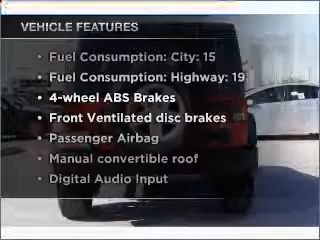 VEHICLE FEATURES
• Fuel Consumption: City: 15
• Fuel Consumption: Highway: 19
• 4-wheel ABS Brakes
• Front Ventilated disc brakes
• Passenger Airbag
• Manual convertible roof
• Digital Audio Input